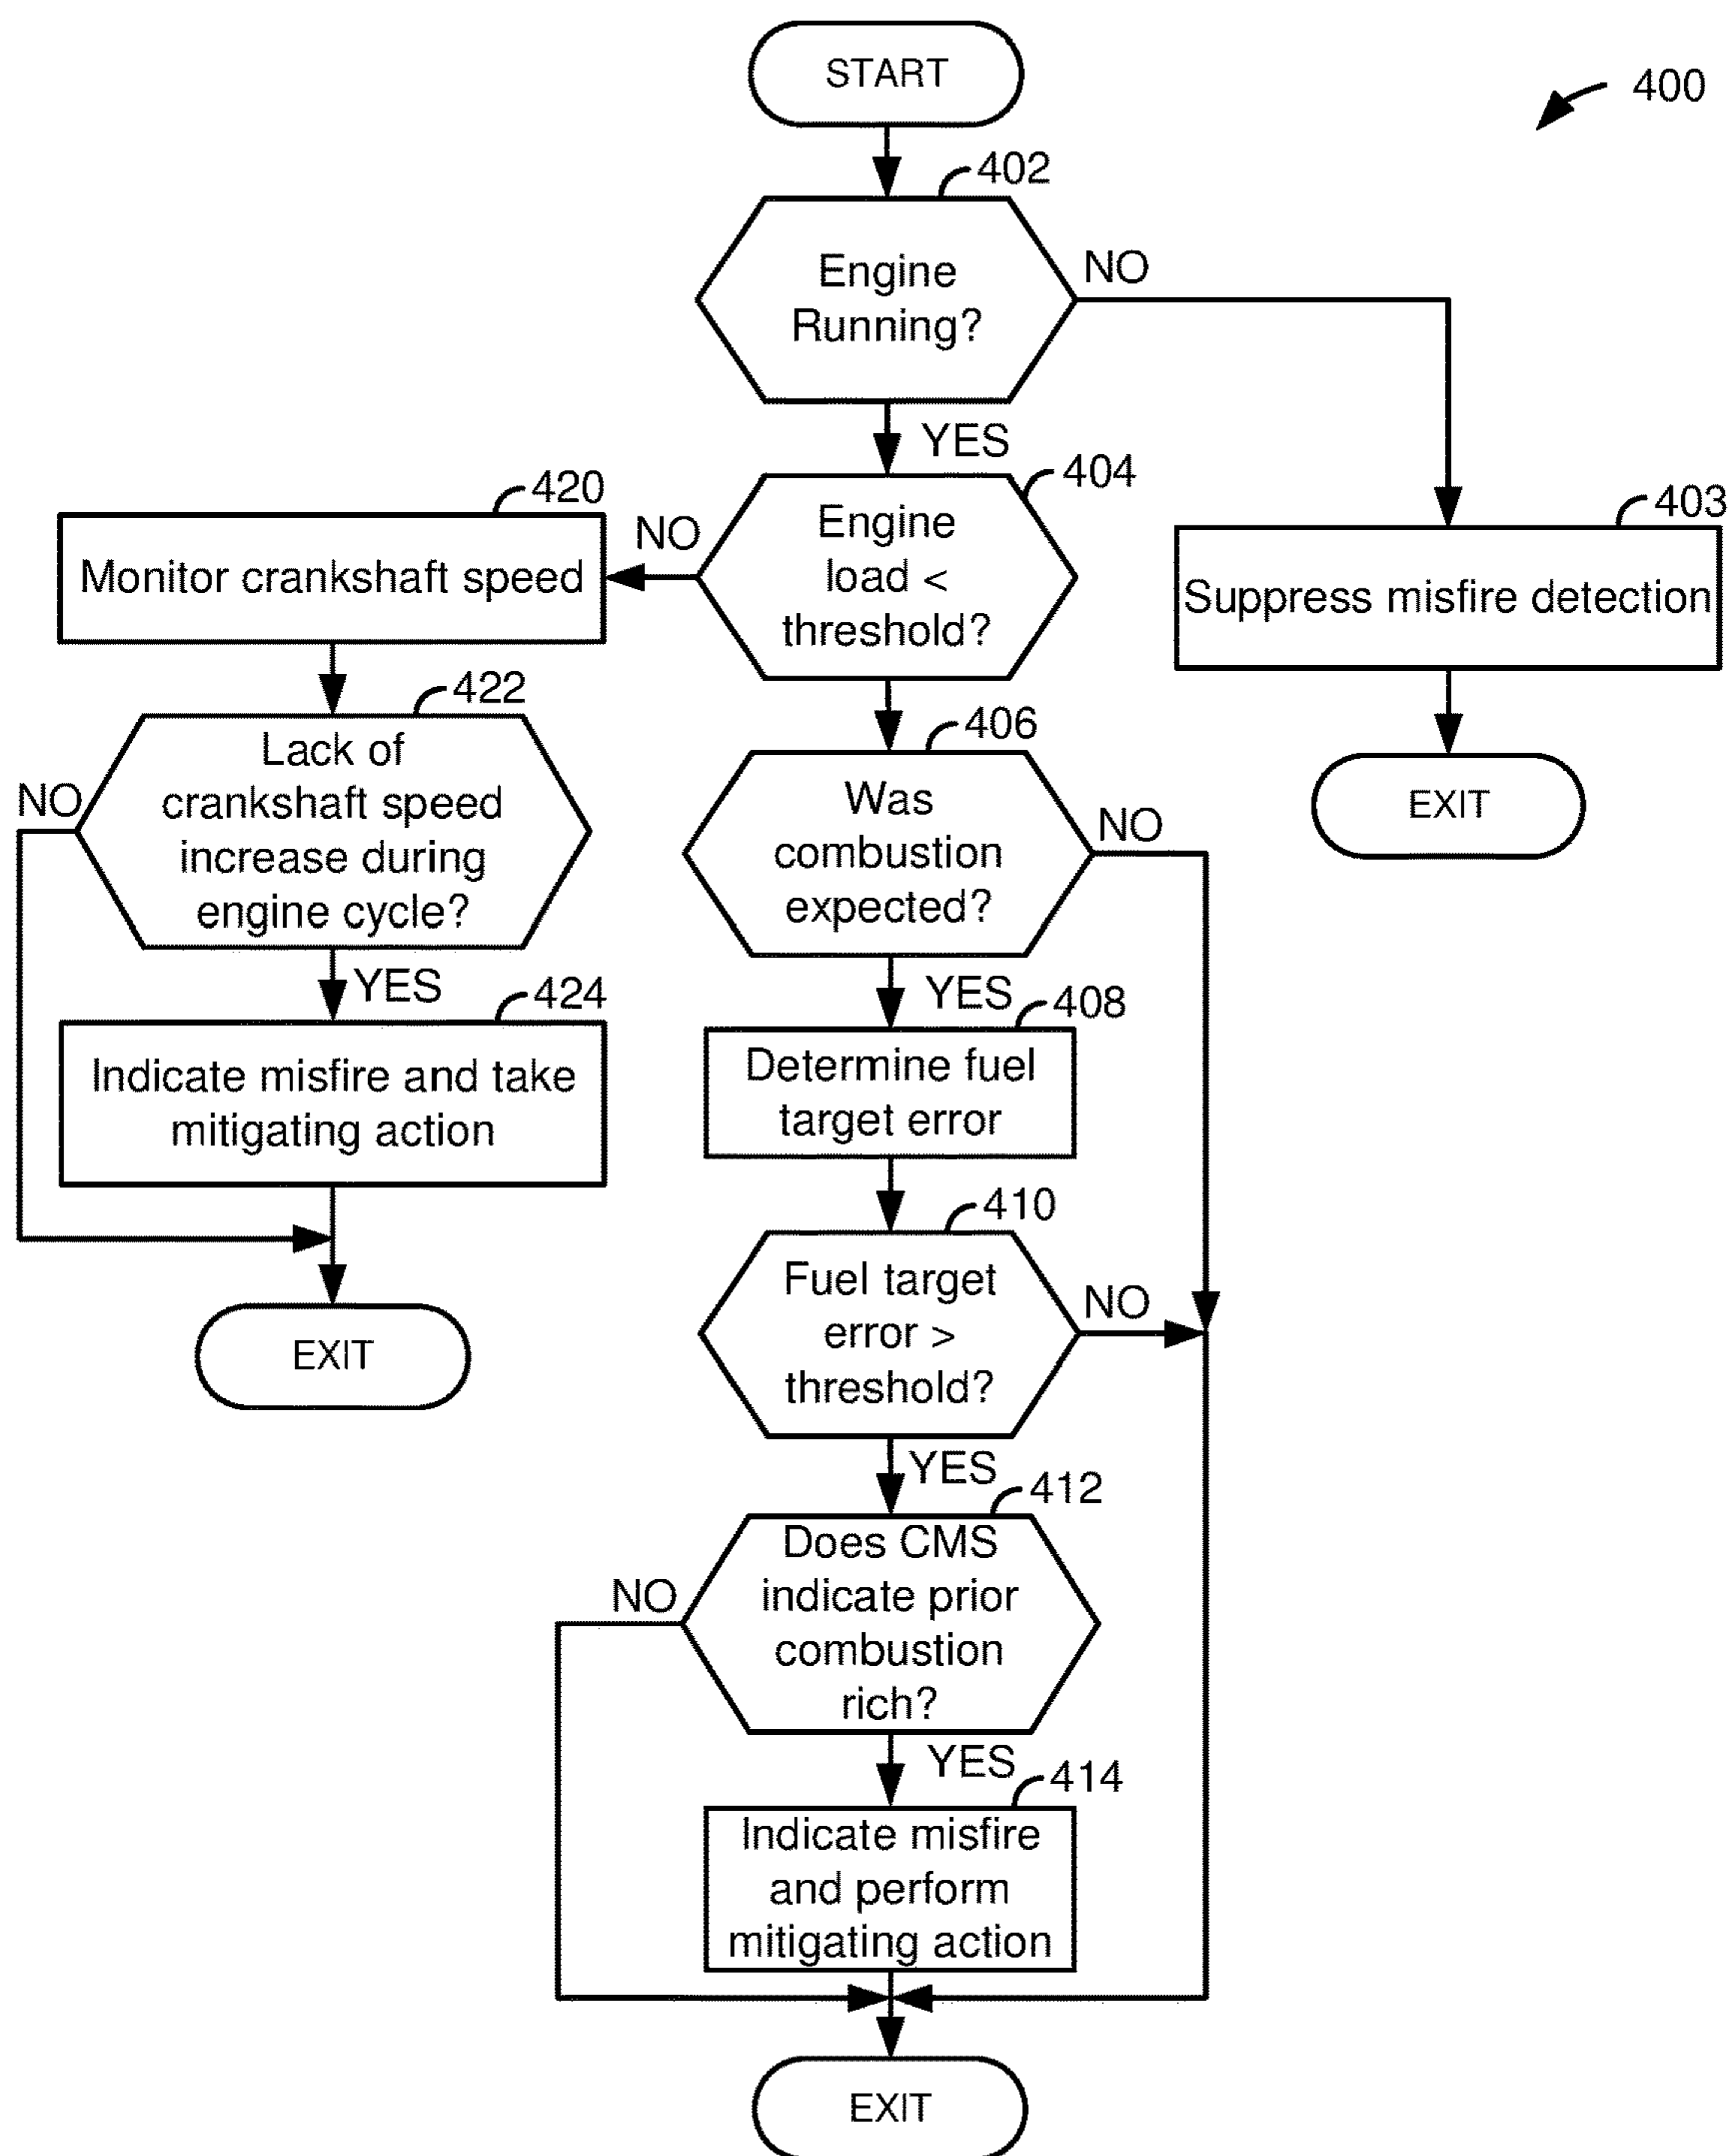 START
400
402
Engine
Running?
NO
YES
404
Engine
load <
threshold?
NO
420
Monitor crankshaft speed
403
Suppress misfire detection
EXIT
422
Lack of
crankshaft speed
increase during
engine cycle?
NO
YES
424
Indicate misfire and take
mitigating action
EXIT
406
Was
combustion
expected?
NO
YES
408
Determine fuel
target error
410
Fuel target
error >
threshold?
NO
YES
412
Does CMS
indicate prior
combustion
rich?
NO
YES
414
Indicate misfire
and perform
mitigating action
EXIT